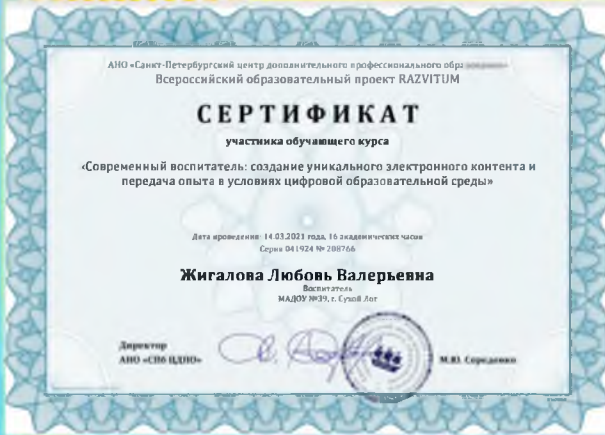 АНО «Санкт-Петербургский центр дополнительного профессионального
Всероссийский образовательный проект RAZVITUM
СЕРТИФИКАТ
участника обучающего курса
«Современный воспитатель: создание уникального электронного контента и
передача опыта в условиях цифровой образовательной среды»
Дата проведения: 14.03.2021 года, 16 академических часов
Серия 041924 № 208766
Жигалова Любовь Валерьевна
Воспитатель
МАДОУ №39, г. Сухой Лог
Директор
АНО «СПб ЦДПО»
М.Ю.